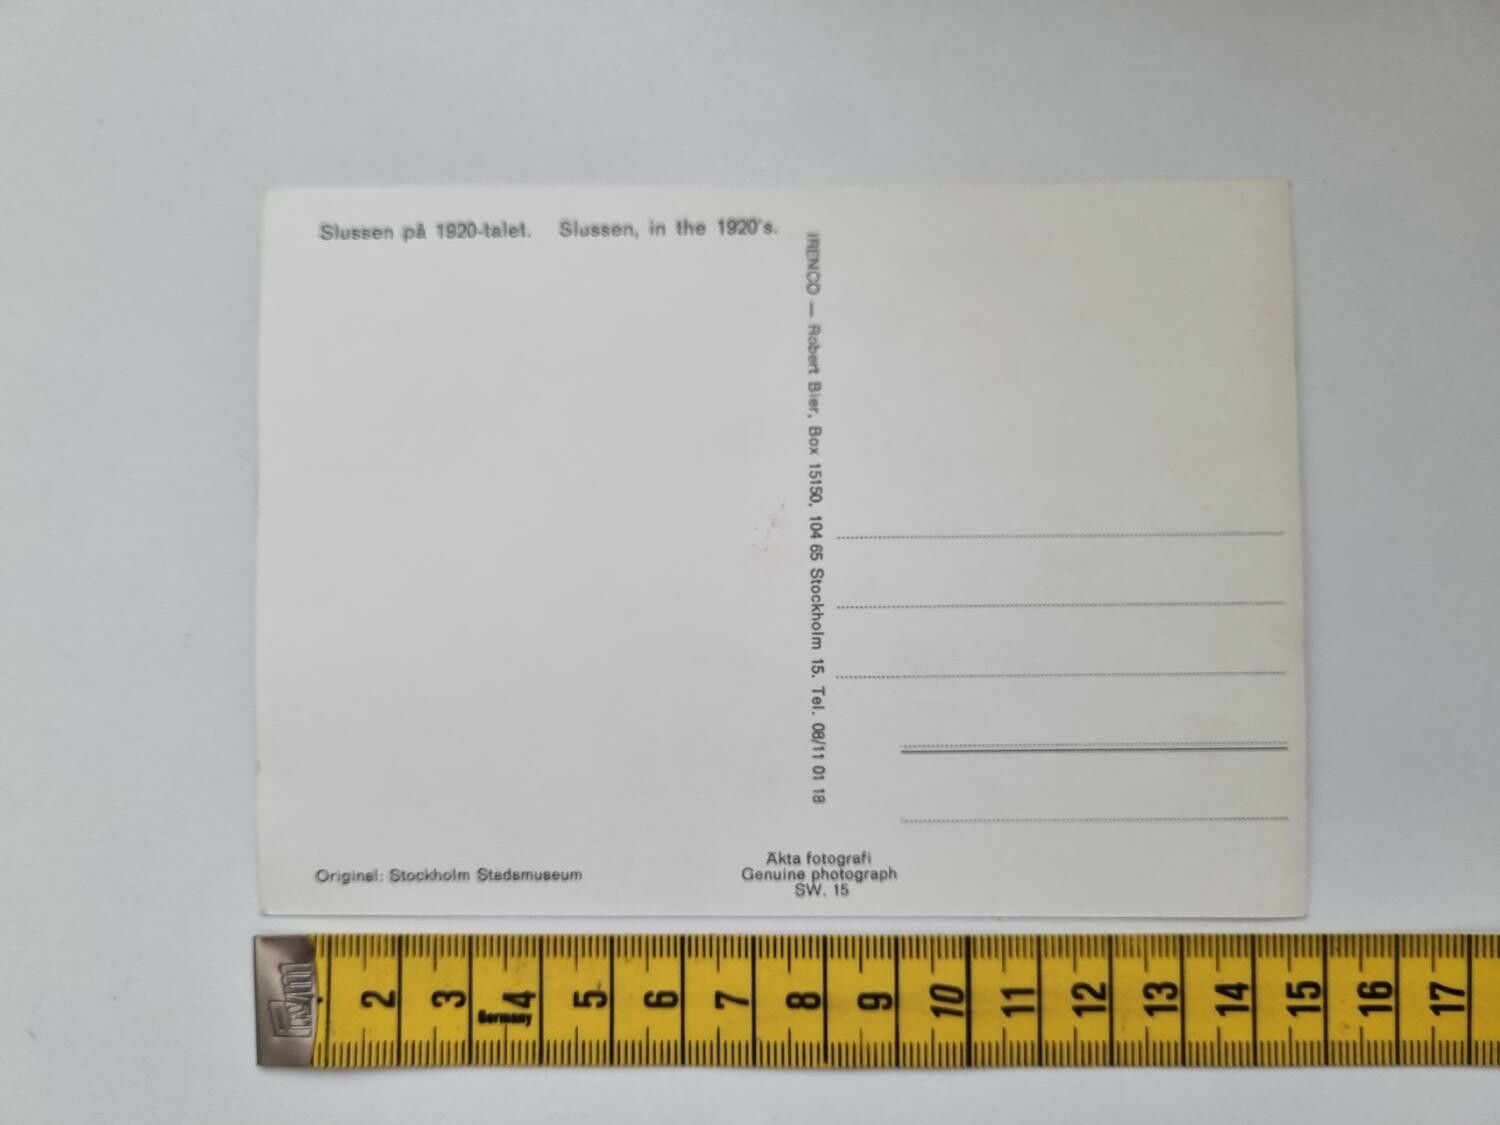 Slussen på 1920-talet. Slussen, in the 1920's.
IRENCO — Robert Bier, Box 15150, 104 65 Stockholm 15. Tel. 08/11 01 18
Original: Stockholm Stadsmuseum
Äkta fotografi
Genuine photograph
SW. 15
2 3 4 5 6 7 8 9 10 11 12 13 14 15 16 17
Germany